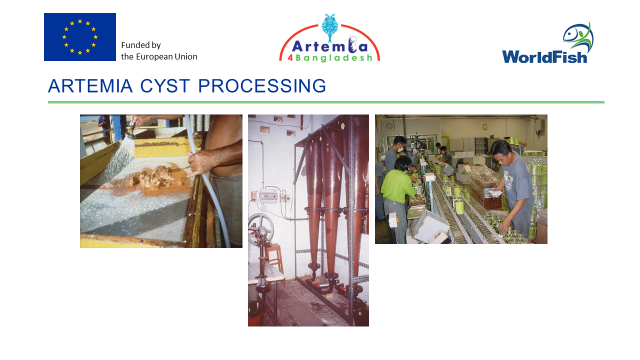 Funded by
the European Union
Artemia
4Bangladesh
WorldFish
ARTEMIA CYST PROCESSING